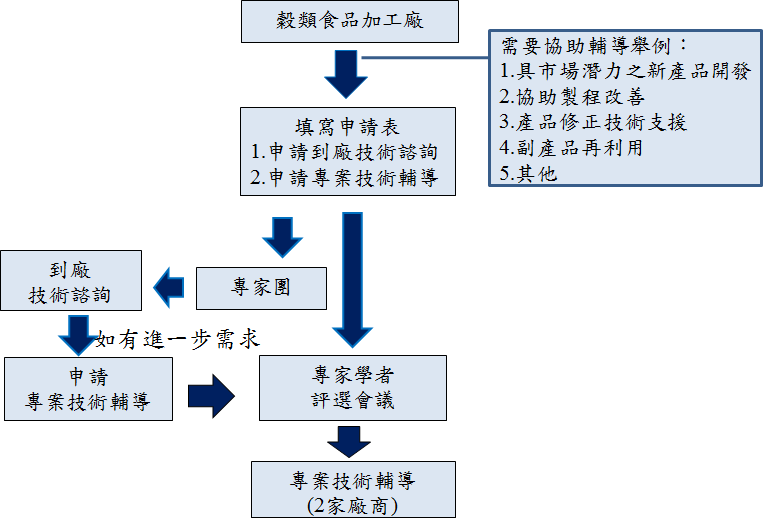 穀類食品加工廠
需要協助輔導舉例：
1.具市場潛力之新產品開發
2.協助製程改善
3.產品修正技術支援
4.副產品再利用
5.其他
填寫申請表
1.申請到廠技術諮詢
2.申請專案技術輔導
專家團
到廠
技術諮詢
如有進一步需求
申請
專案技術輔導
專家學者
評選會議
專案技術輔導
(2家廠商)